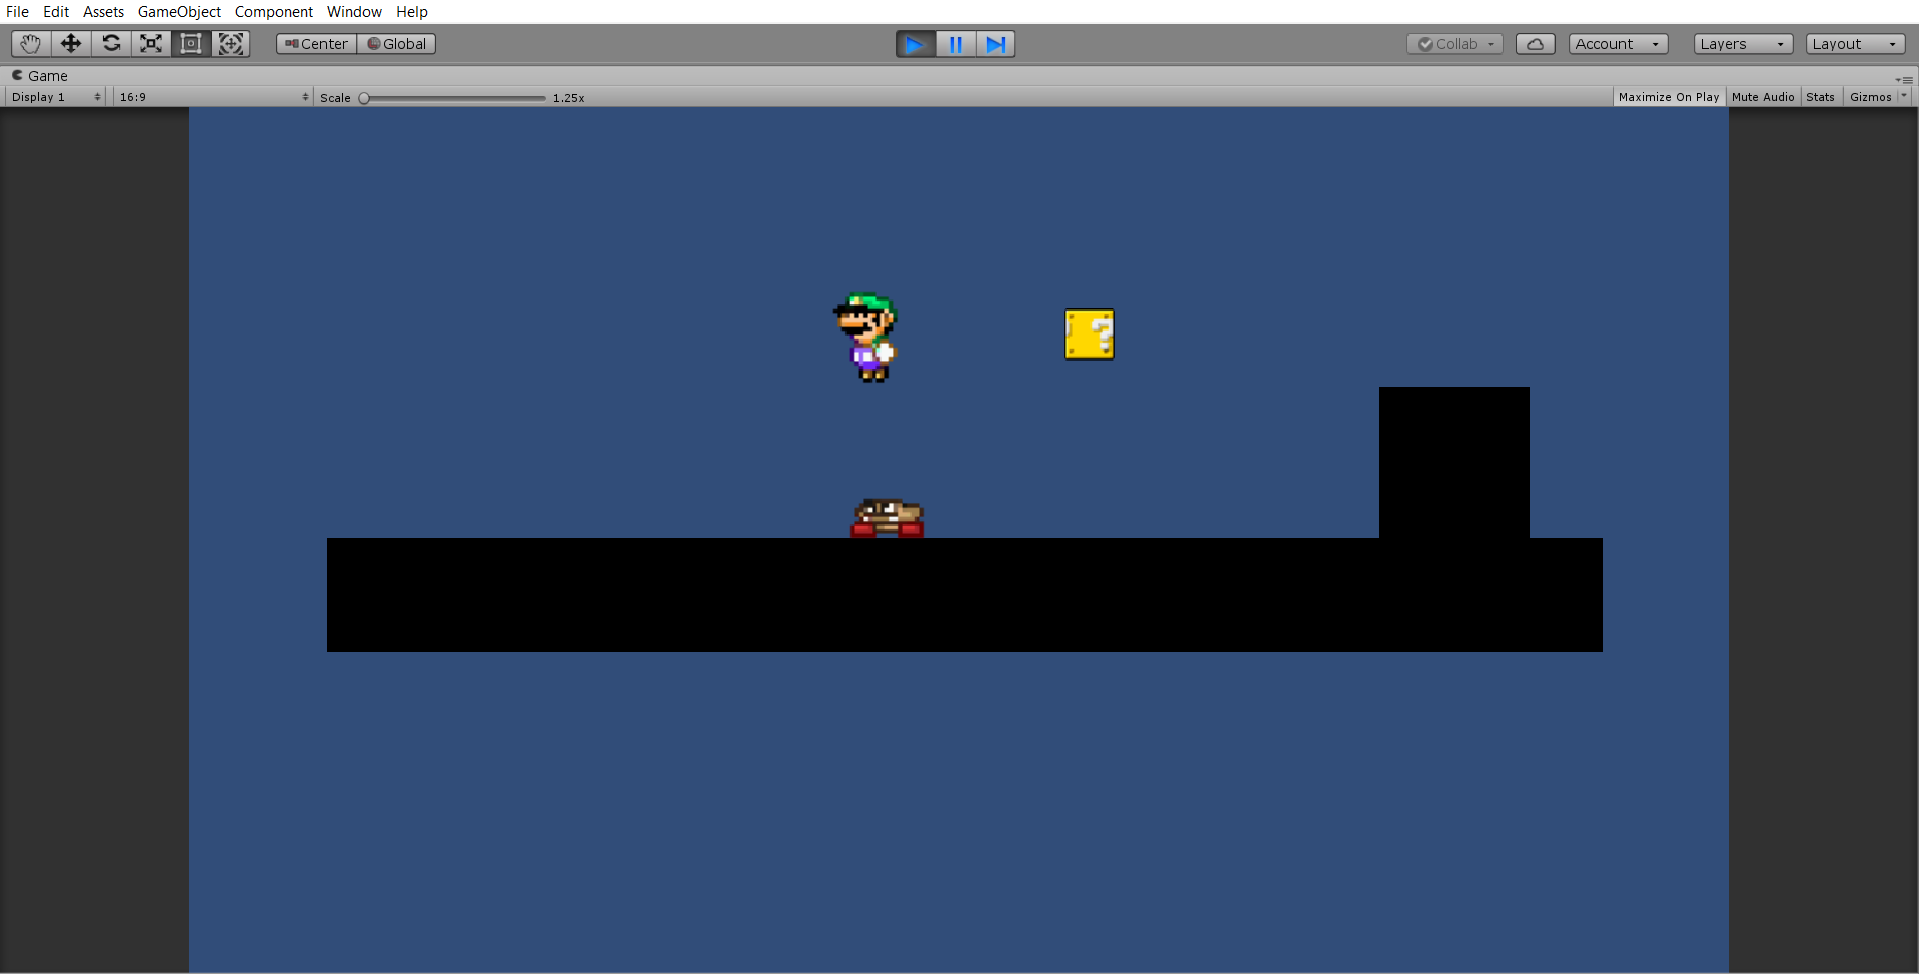 File Edit Assets GameObject Component Window Help
Center Global Collab Account Layers Layout
Game
Display 1 16:9 Scale 1.25x Maximize On Play Mute Audio Stats Gizmos
?